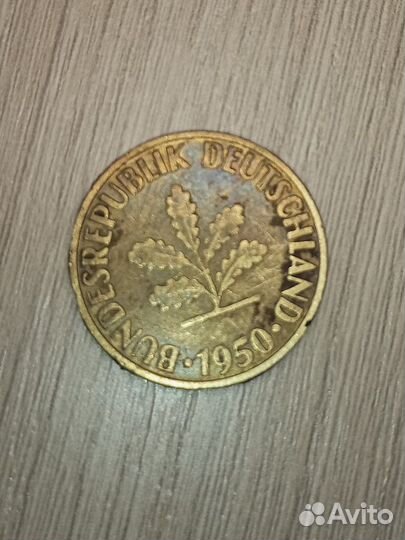 BUNDESREPUBLIK DEUTSCHLAND
· 1950 ·
Avito